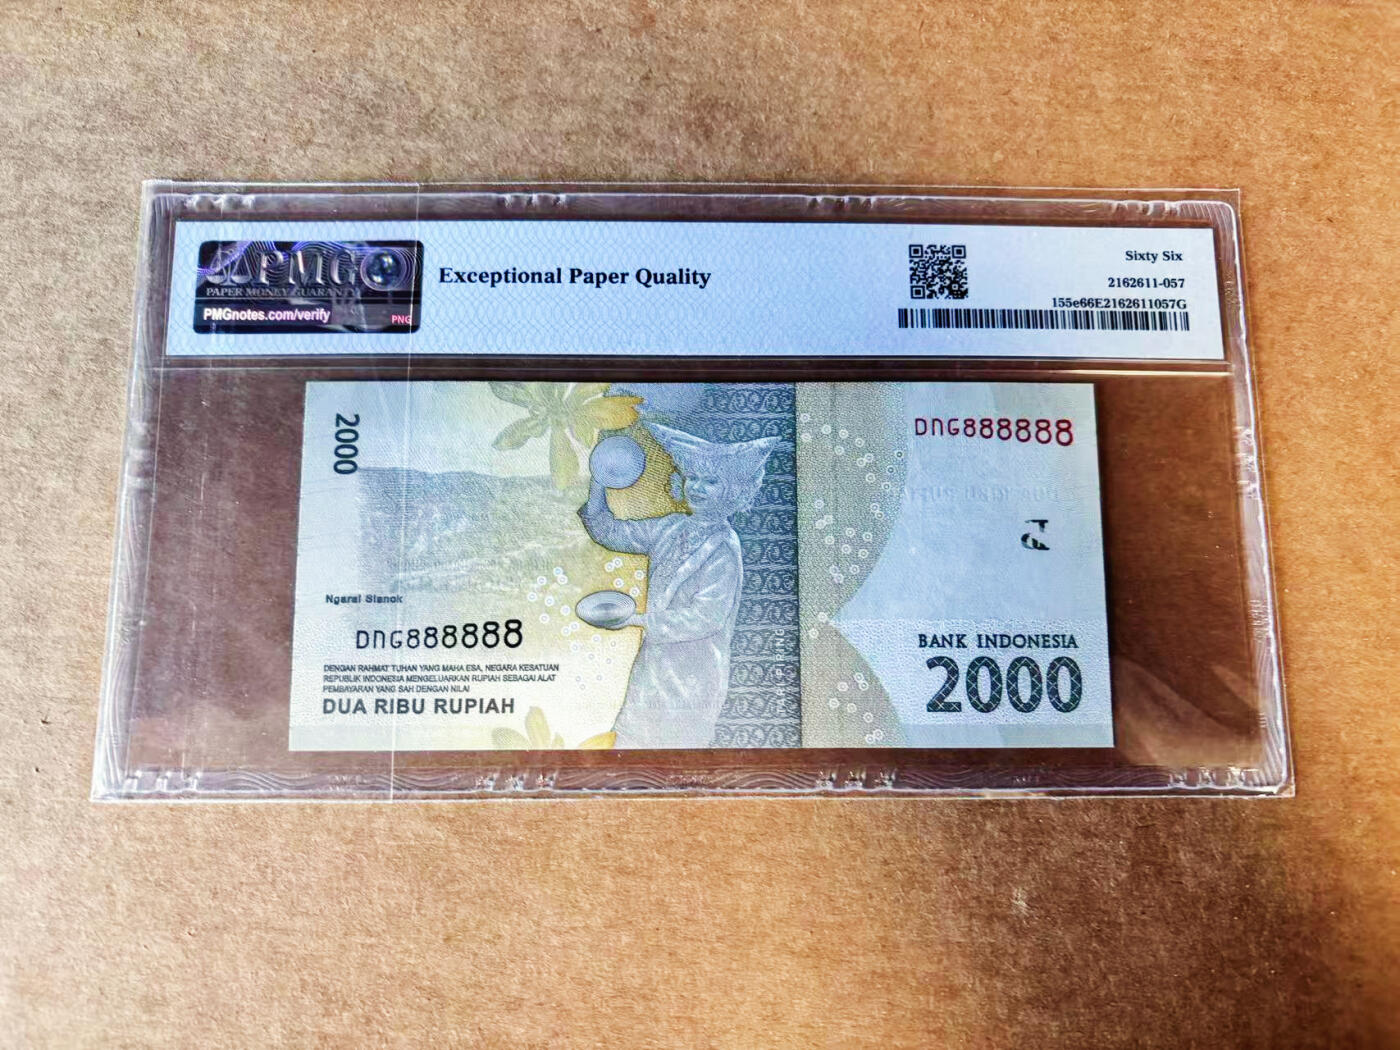 PMG
PAPER MONEY GUARANTY
PMGnotes.com/verify
PNG
Exceptional Paper Quality
Sixty Six
2162611-057
155e66E2162611057G
2000
DNG888888
Ngarai Sianok
DNG888888
DENGAN RAHMAT TUHAN YANG MAHA ESA, NEGARA KESATUAN
REPUBLIK INDONESIA MENGELUARKAN RUPIAH SEBAGAI ALAT
PEMBAYARAN YANG SAH DENGAN NILAI
DUA RIBU RUPIAH
TARI PIRING
BANK INDONESIA
2000